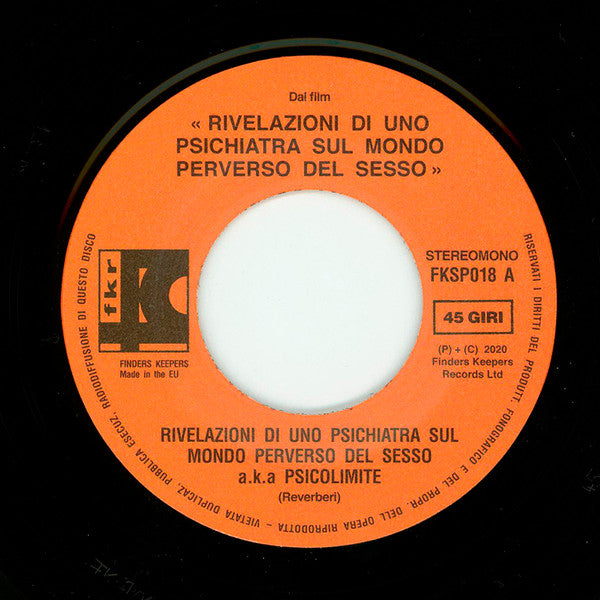 Dal film
« RIVELAZIONI DI UNO
PSICHIATRA SUL MONDO
PERVERSO DEL SESSO »
fkr
FINDERS KEEPERS
Made in the EU
STEREOMONO
FKSP018 A
45 GIRI
(P) + (C) 2020
Finders Keepers
Records Ltd
RIVELAZIONI DI UNO PSICHIATRA SUL
MONDO PERVERSO DEL SESSO
a.k.a PSICOLIMITE
(Reverberi)
RISERVATI I DIRITTI DEL PRODUT. FONOGRAFICO E DEL PROPR. DELL OPERA RIPRODOTTA - VIETATA DUPLICAZ. PUBBLICA ESECUZ. RADIODIFFUSIONE DI QUESTO DISCO